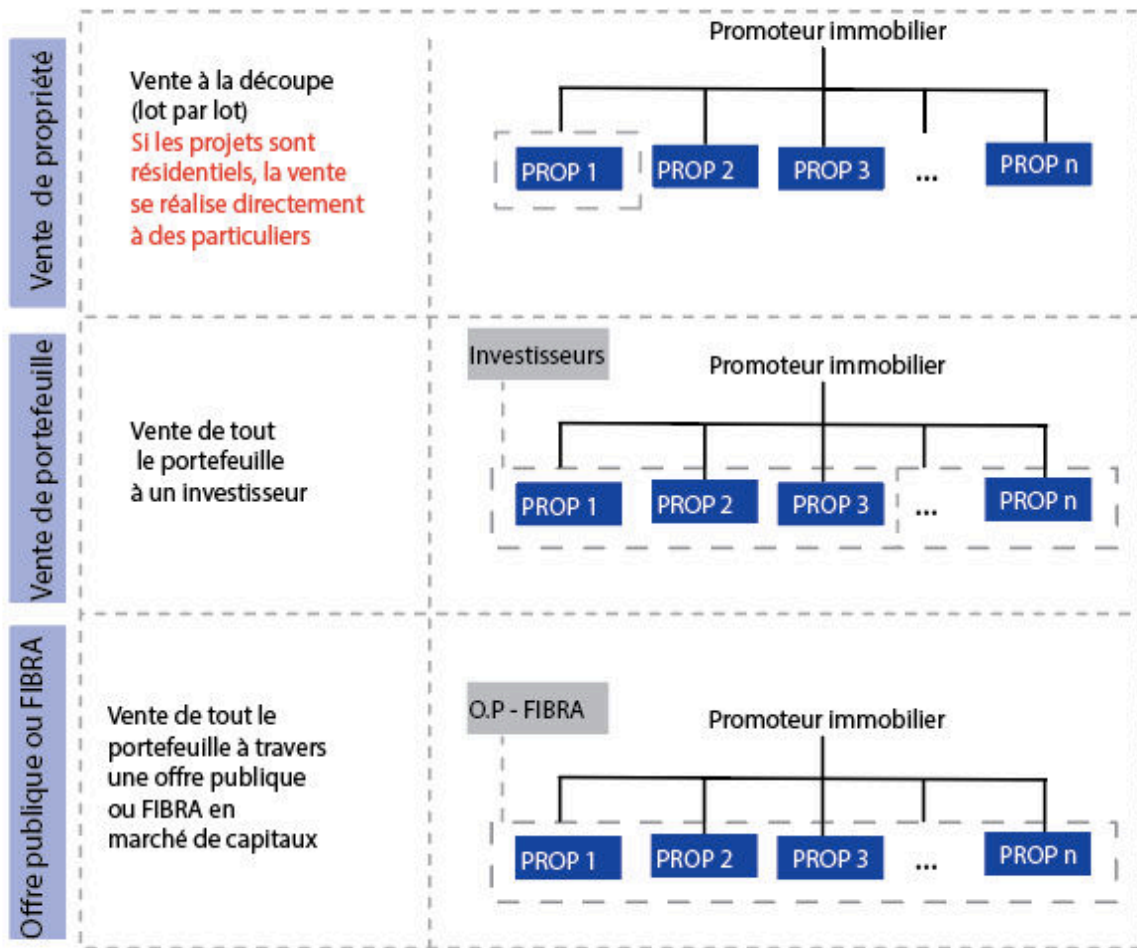 Vente de propriété
Vente à la découpe
(lot par lot)
Si les projets sont
résidentiels, la vente
se réalise directement
à des particuliers
Promoteur immobilier
PROP 1
PROP 2
PROP 3
...
PROP n
Vente de portefeuille
Vente de tout
le portefeuille
à un investisseur
Investisseurs
Promoteur immobilier
PROP 1
PROP 2
PROP 3
...
PROP n
Offre publique ou FIBRA
Vente de tout le
portefeuille à travers
une offre publique
ou FIBRA en
marché de capitaux
O.P - FIBRA
Promoteur immobilier
PROP 1
PROP 2
PROP 3
...
PROP n